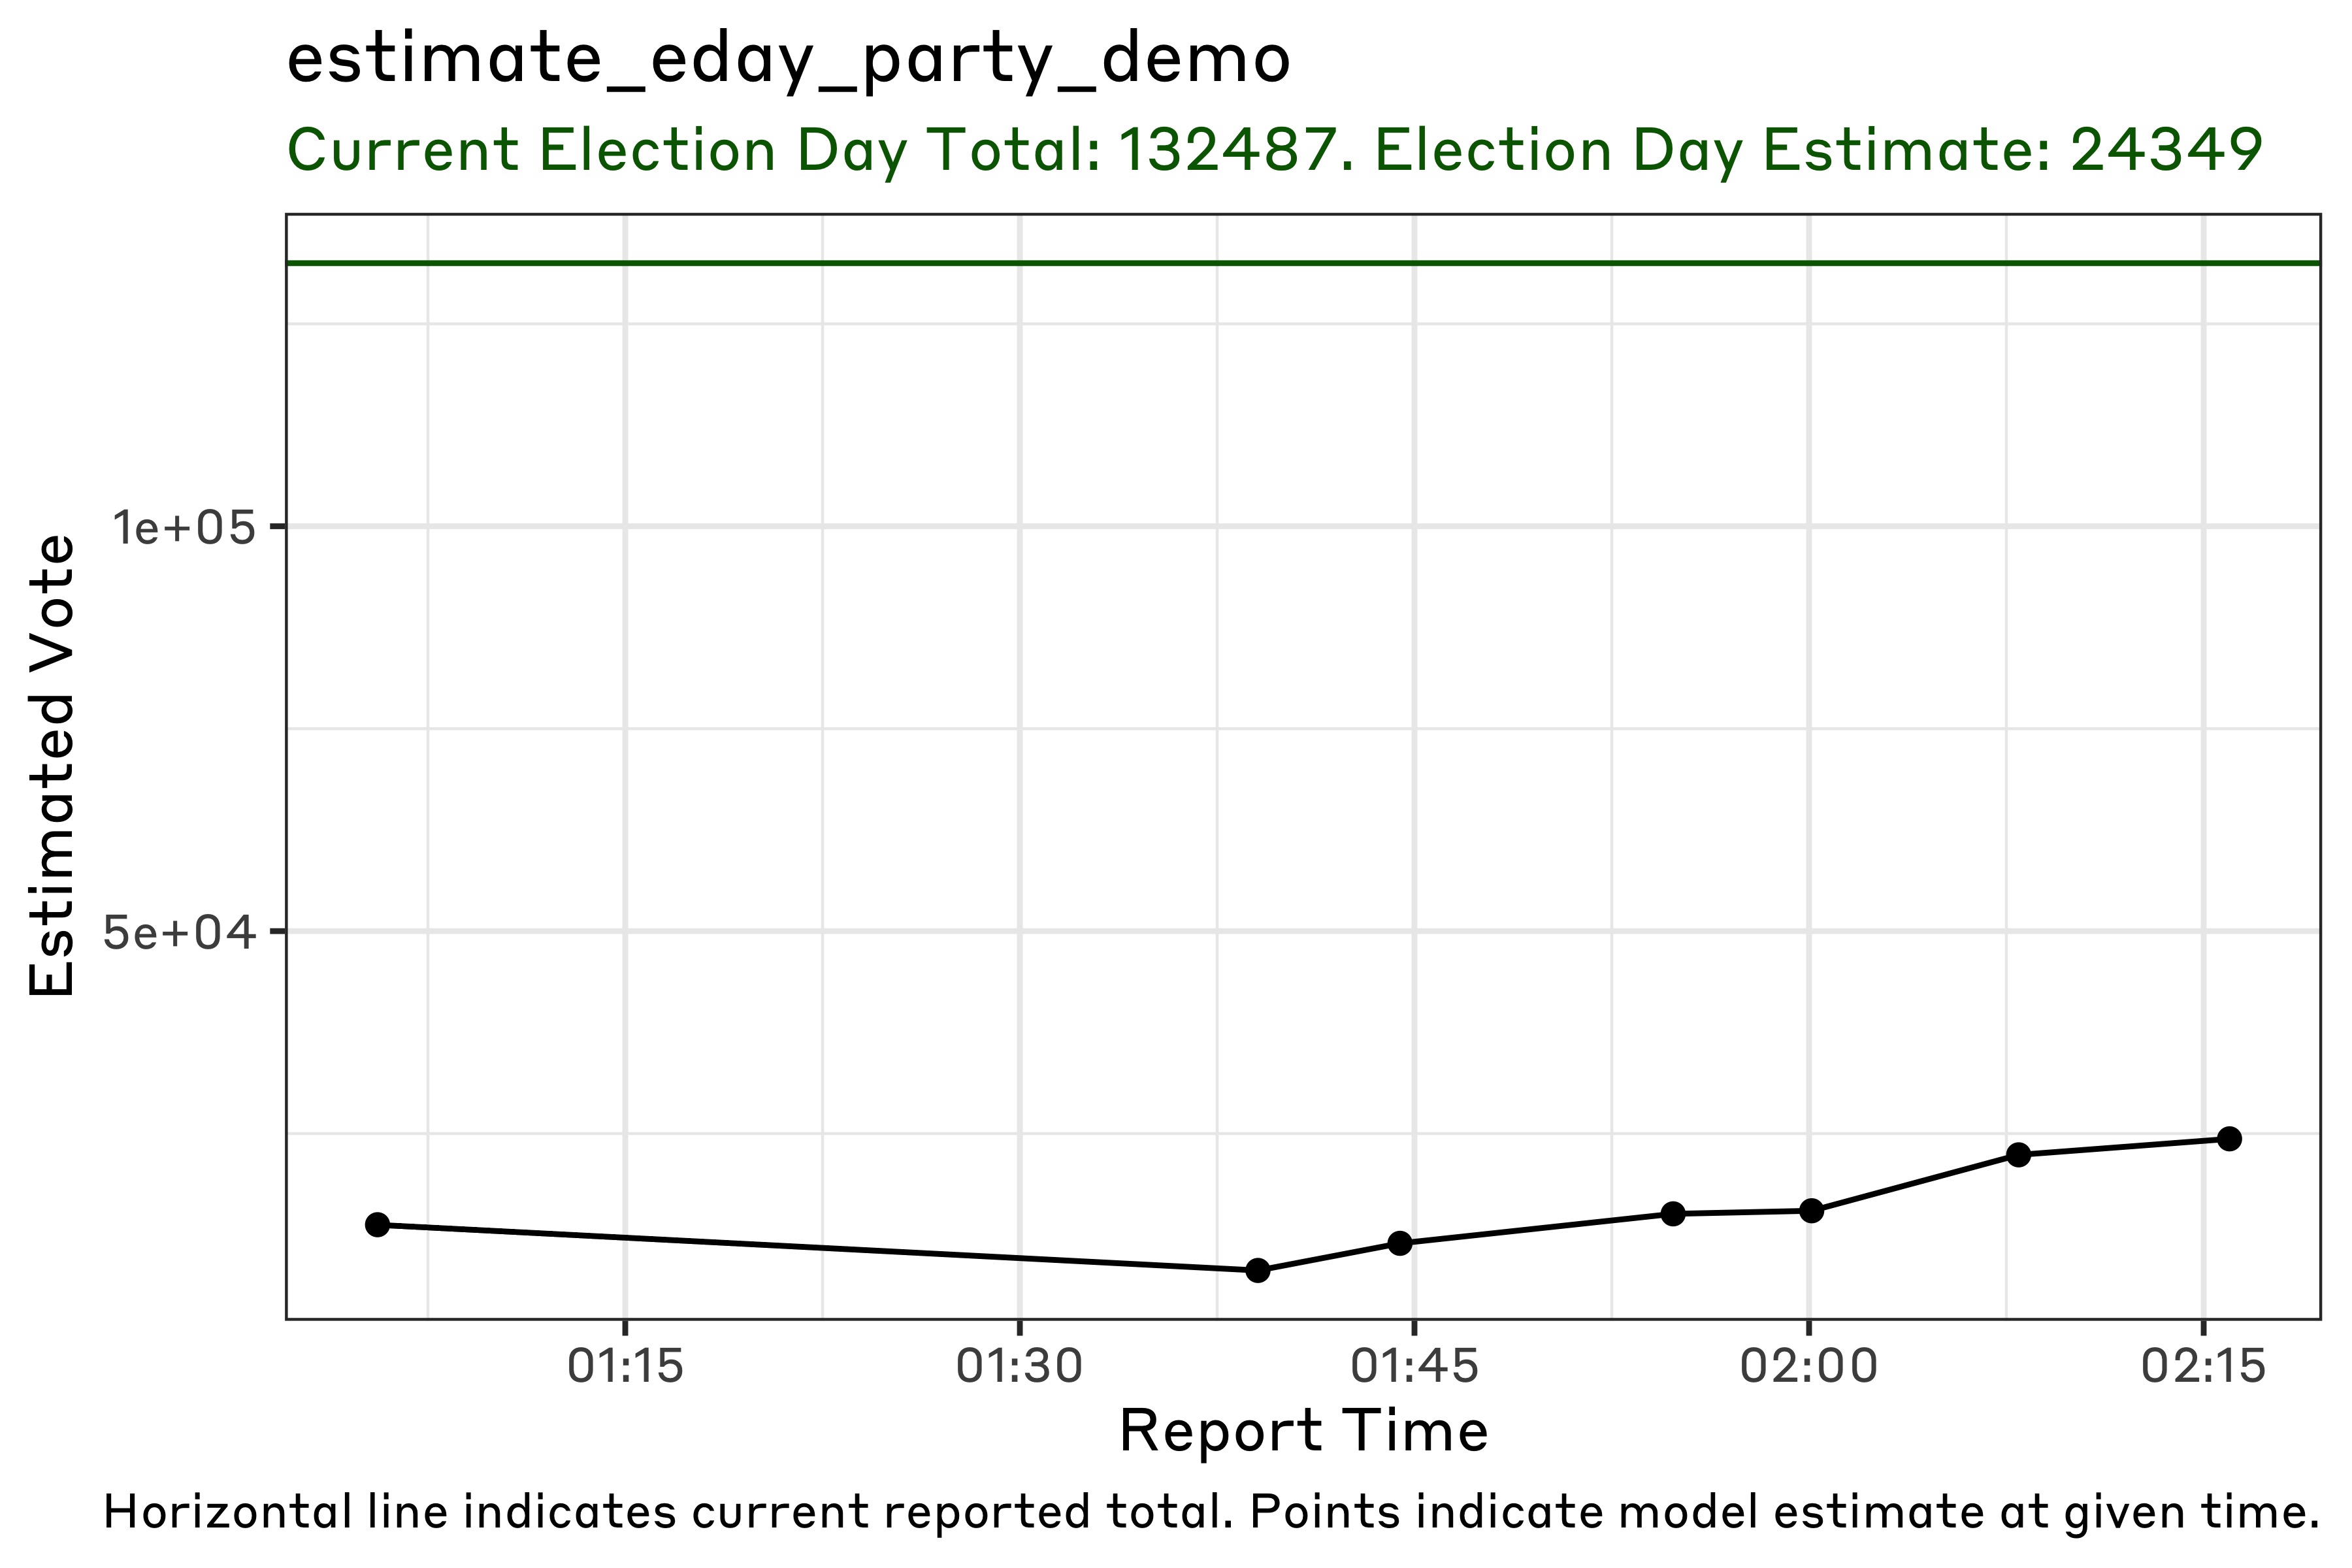 estimate_eday_party_demo
Current Election Day Total: 132487. Election Day Estimate: 24349
Estimated Vote
1e+05
5e+04
01:15 01:30 01:45 02:00 02:15
Report Time
Horizontal line indicates current reported total. Points indicate model estimate at given time.